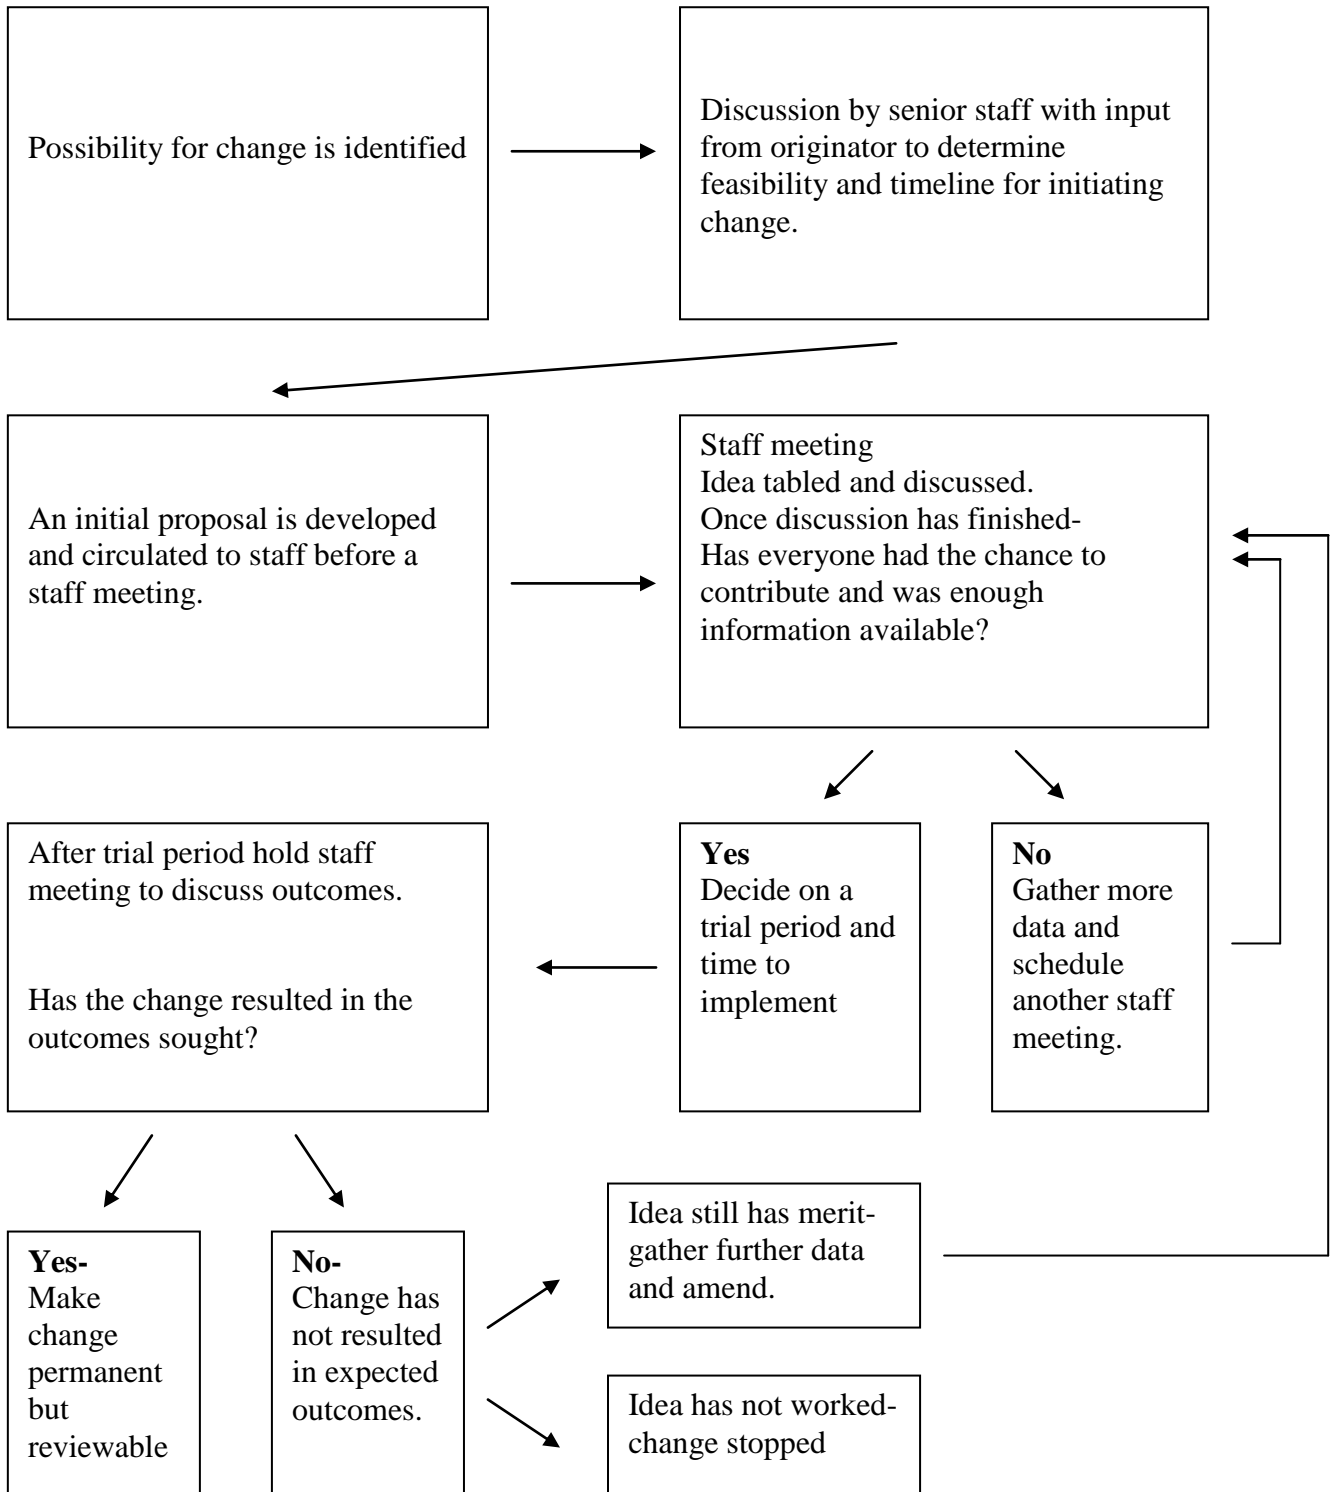 Possibility for change is identified
Discussion by senior staff with input
from originator to determine
feasibility and timeline for initiating
change.
An initial proposal is developed
and circulated to staff before a
staff meeting.
Staff meeting
Idea tabled and discussed.
Once discussion has finished-
Has everyone had the chance to
contribute and was enough
information available?
After trial period hold staff
meeting to discuss outcomes.
Has the change resulted in the
outcomes sought?
Yes
Decide on a
trial period and
time to
implement
No
Gather more
data and
schedule
another staff
meeting.
Yes-
Make
change
permanent
but
reviewable
No-
Change has
not resulted
in expected
outcomes.
Idea still has merit-
gather further data
and amend.
Idea has not worked-
change stopped